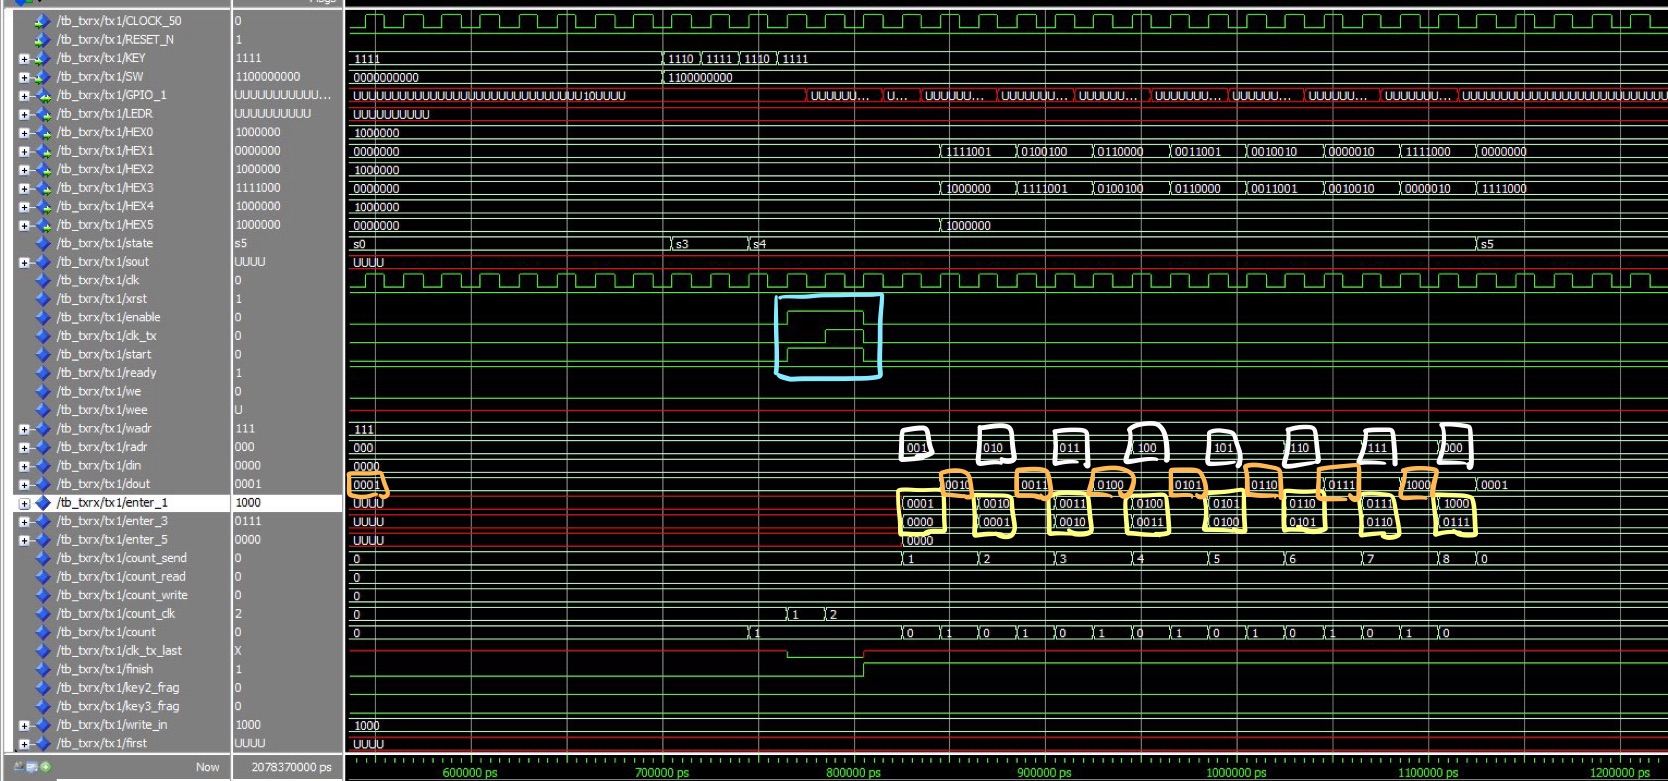 Msgs
/tb_txrx/tx1/CLOCK_50 0
/tb_txrx/tx1/RESET_N 1
/tb_txrx/tx1/KEY 1111 1111 1110 1111 1110 1111
/tb_txrx/tx1/SW 1100000000 0000000000 1100000000
/tb_txrx/tx1/GPIO_1 UUUUUUUUUUU... UUUUUU... U... UUUUUU... UUUUUU... UUUUUU... UUUUUU... UUUUUU... UUUUUU... UUUUUU...
/tb_txrx/tx1/LEDR UUUUUUUUUU UUUUUUUUUU
/tb_txrx/tx1/HEX0 1000000 1000000
/tb_txrx/tx1/HEX1 0000000 0000000 1111001 0100100 0110000 0011001 0010010 0000010 1111000 0000000
/tb_txrx/tx1/HEX2 1000000 1000000
/tb_txrx/tx1/HEX3 1111000 0000000 1000000 1111001 0100100 0110000 0011001 0010010 0000010 1111000
/tb_txrx/tx1/HEX4 1000000 1000000
/tb_txrx/tx1/HEX5 1000000 0000000 1000000
/tb_txrx/tx1/state s5 s0 s3 s4 s5
/tb_txrx/tx1/sout UUUU UUUU
/tb_txrx/tx1/clk 0
/tb_txrx/tx1/xrst 1
/tb_txrx/tx1/enable 0
/tb_txrx/tx1/clk_tx 0
/tb_txrx/tx1/start 0
/tb_txrx/tx1/ready 1
/tb_txrx/tx1/we 0
/tb_txrx/tx1/wee U
/tb_txrx/tx1/wadr 111 111
/tb_txrx/tx1/radr 000 000 001 010 011 100 101 110 111 000
/tb_txrx/tx1/din 0000 0000
/tb_txrx/tx1/dout 0001 0001 0010 0011 0100 0101 0110 0111 1000 0001
/tb_txrx/tx1/enter_1 1000 UUUU 0001 0010 0011 0100 0101 0110 0111 1000
/tb_txrx/tx1/enter_3 0111 UUUU 0000 0001 0010 0011 0100 0101 0110 0111
/tb_txrx/tx1/enter_5 0000 UUUU 0000
/tb_txrx/tx1/count_send 0 0 1 2 3 4 5 6 7 8 0
/tb_txrx/tx1/count_read 0 0
/tb_txrx/tx1/count_write 0 0
/tb_txrx/tx1/count_clk 2 0 1 2
/tb_txrx/tx1/count 0 0 1 0 1 0 1 0 1 0 1 0 1 0 1 0 1 0
/tb_txrx/tx1/clk_tx_last X
/tb_txrx/tx1/finish 1
/tb_txrx/tx1/key2_frag 0
/tb_txrx/tx1/key3_frag 0
/tb_txrx/tx1/write_in 1000 1000
/tb_txrx/tx1/first UUUU UUUU
Now 2078370000 ps 600000 ps 700000 ps 800000 ps 900000 ps 1000000 ps 1100000 ps 1200000 ps